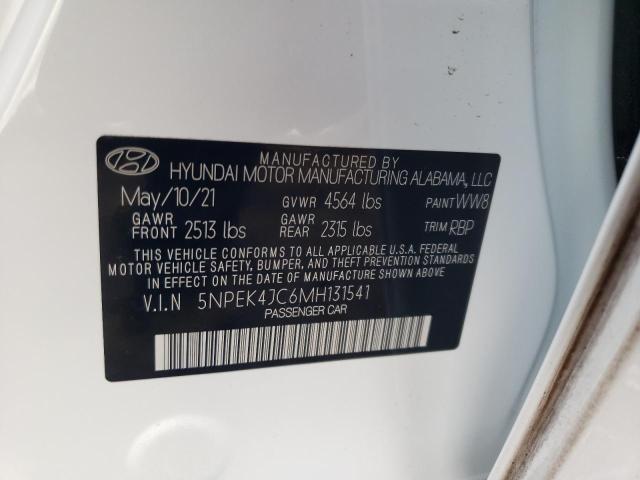 MANUFACTURED BY
HYUNDAI MOTOR MANUFACTURING ALABAMA, LLC
May/10/21 GVWR 4564 lbs PAINT WW8
GAWR FRONT 2513 lbs GAWR REAR 2315 lbs TRIM RBP
THIS VEHICLE CONFORMS TO ALL APPLICABLE U.S.A. FEDERAL
MOTOR VEHICLE SAFETY, BUMPER, AND THEFT PREVENTION
STANDARDS IN EFFECT ON THE DATE OF MANUFACTURE SHOWN ABOVE.
V.I.N 5NPEK4JC6MH131541
PASSENGER CAR